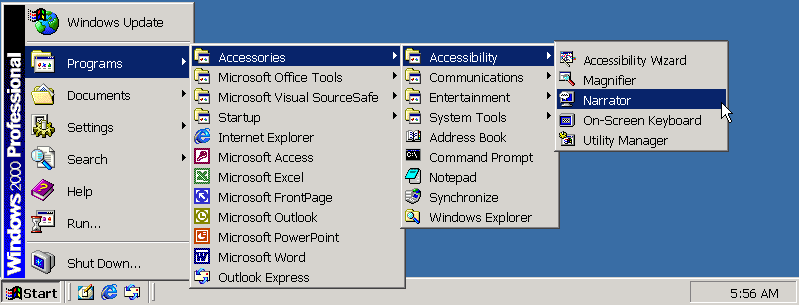 Windows 2000 Professional
Windows Update
Programs
Documents
Settings
Search
Help
Run...
Shut Down...
Accessories
Microsoft Office Tools
Microsoft Visual SourceSafe
Startup
Internet Explorer
Microsoft Access
Microsoft Excel
Microsoft FrontPage
Microsoft Outlook
Microsoft PowerPoint
Microsoft Word
Outlook Express
Accessibility
Communications
Entertainment
System Tools
Address Book
Command Prompt
Notepad
Synchronize
Windows Explorer
Accessibility Wizard
Magnifier
Narrator
On-Screen Keyboard
Utility Manager
Start
5:56 AM